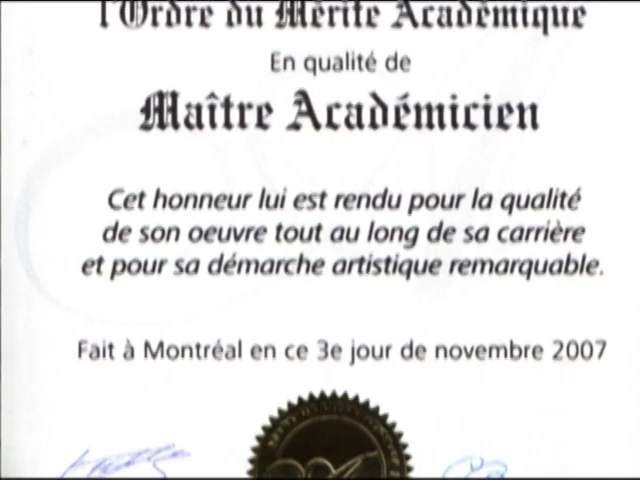 l'Ordre du Mérite Académique
En qualité de
Maître Académicien
Cet honneur lui est rendu pour la qualité
de son oeuvre tout au long de sa carrière
et pour sa démarche artistique remarquable.
Fait à Montréal en ce 3e jour de novembre 2007